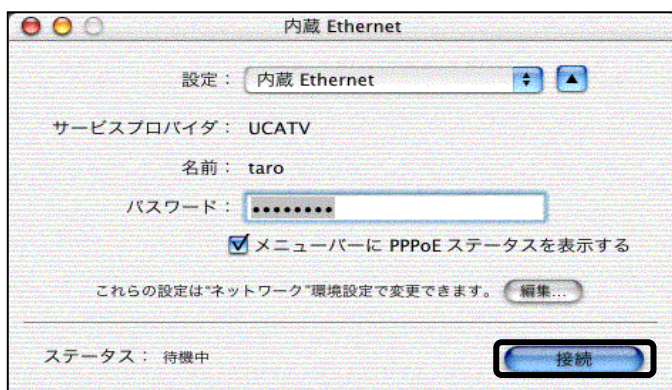 内蔵 Ethernet
設定： 内蔵 Ethernet
サービスプロバイダ： UCATV
名前： taro
パスワード： ••••••••
メニューバーに PPPoE ステータスを表示する
これらの設定は“ネットワーク”環境設定で変更できます。 編集...
ステータス： 待機中 接続